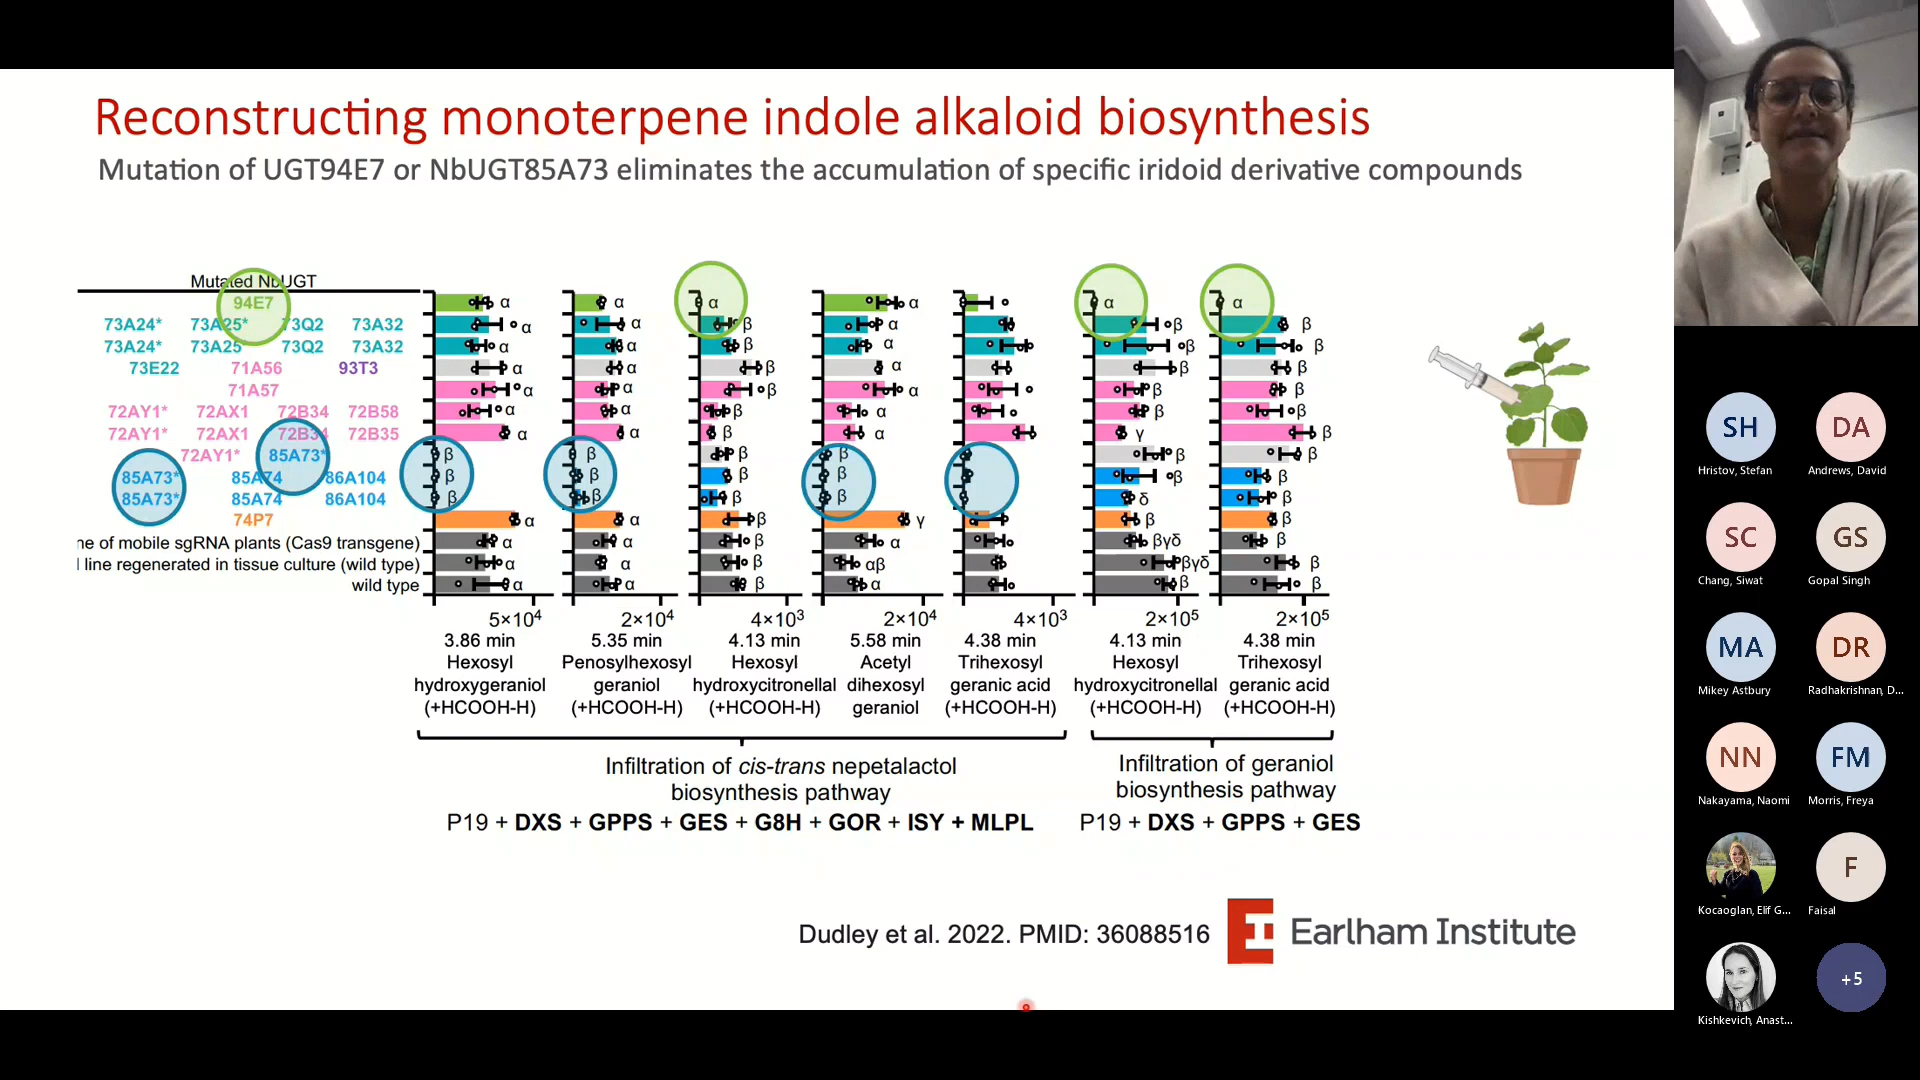 Reconstructing monoterpene indole alkaloid biosynthesis
Mutation of UGT94E7 or NbUGT85A73 eliminates the accumulation of specific iridoid derivative compounds
Mutated NbUGT
94E7
73A24* 73A25* 73Q2 73A32
73A24* 73A25 73Q2 73A32
73E22 71A56 93T3
71A57
72AY1* 72AX1 72B34 72B58
72AY1* 72AX1 72B34 72B35
72AY1* 85A73*
85A73* 85A74 86A104
85A73* 85A74 86A104
74P7
ne of mobile sgRNA plants (Cas9 transgene)
line regenerated in tissue culture (wild type)
wild type
α α α α α α α β β β α α α α
α α α α α α α β β β α α α α
α β β β β β β β β β β β β β
α α α α α α α β β β γ α αβ α
α β β β β β γ β β δ β βγδ βγδ β
α β β β β β β β β β β β β β
5×10⁴ 2×10⁴ 4×10³ 2×10⁴ 4×10³ 2×10⁵ 2×10⁵
3.86 min 5.35 min 4.13 min 5.58 min 4.38 min 4.13 min 4.38 min
Hexosyl Penosylhexosyl Hexosyl Acetyl Trihexosyl Hexosyl Trihexosyl
hydroxygeraniol geraniol hydroxycitronellal dihexosyl geranic acid hydroxycitronellal geranic acid
(+HCOOH-H) (+HCOOH-H) (+HCOOH-H) geraniol (+HCOOH-H) (+HCOOH-H) (+HCOOH-H)
Infiltration of cis-trans nepetalactol
biosynthesis pathway
P19 + DXS + GPPS + GES + G8H + GOR + ISY + MLPL
Infiltration of geraniol
biosynthesis pathway
P19 + DXS + GPPS + GES
Dudley et al. 2022. PMID: 36088516
Earlham Institute
SH DA
Hristov, Stefan Andrews, David
SC GS
Chang, Siwat Gopal Singh
MA DR
Mikey Astbury Radhakrishnan, D...
NN FM
Nakayama, Naomi Morris, Freya
F
Kocaoglan, Elif G... Faisal
+5
Kishkevich, Anast...